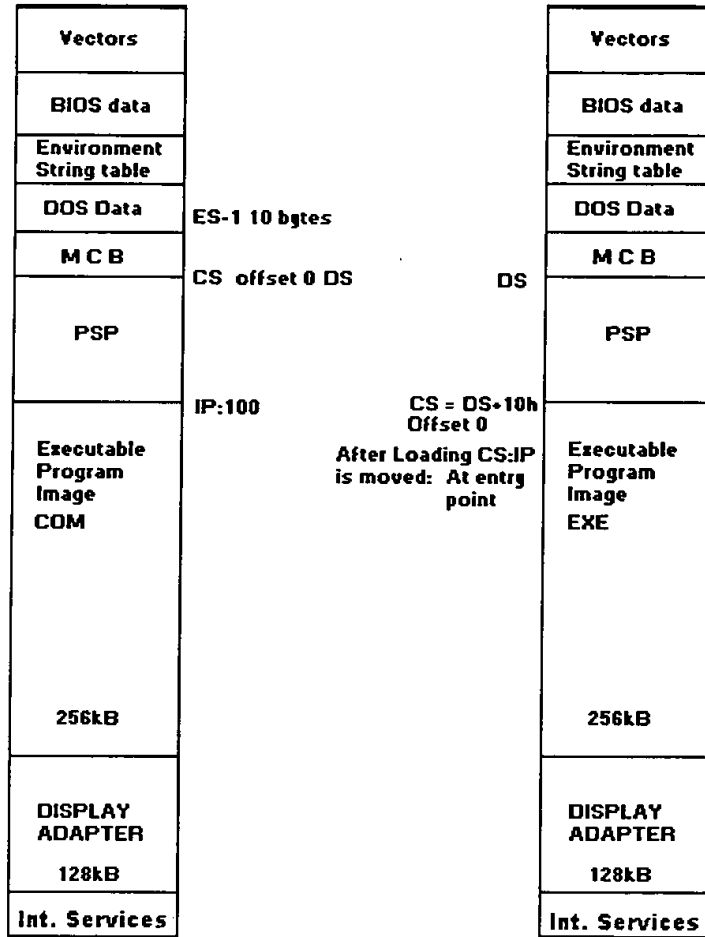 Vectors
BIOS data
Environment
String table
DOS Data
M C B
PSP
Executable
Program
Image
COM
256kB
DISPLAY
ADAPTER
128kB
Int. Services
ES-1 10 bytes
CS offset 0 DS
IP:100
DS
CS = DS+10h
Offset 0
After Loading CS:IP
is moved: At entry
point
Vectors
BIOS data
Environment
String table
DOS Data
M C B
PSP
Executable
Program
Image
EXE
256kB
DISPLAY
ADAPTER
128kB
Int. Services